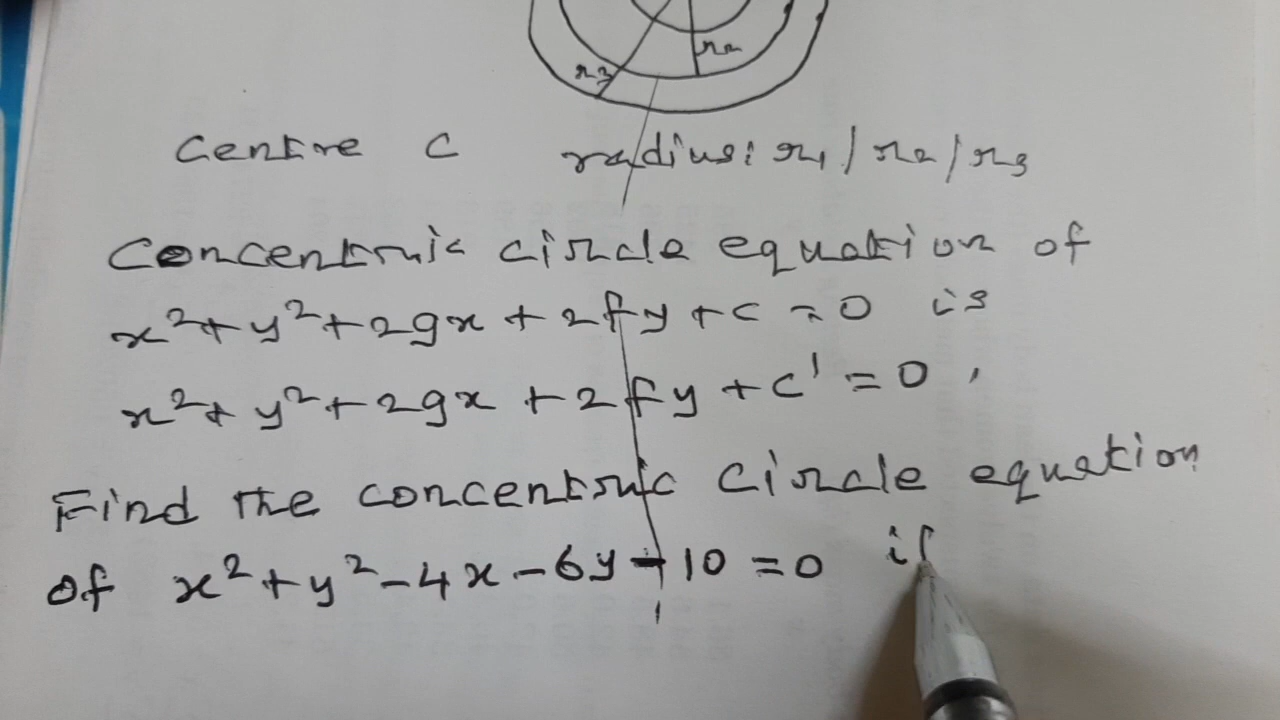 r2
r3
Centre C radius: r1/r2/r3
Concentric circle equation of
x²+y²+2gx+2fy+c=0 is
x²+y²+2gx+2fy+c'=0,
Find the concentric circle equation
of x²+y²-4x-6y-10=0 if